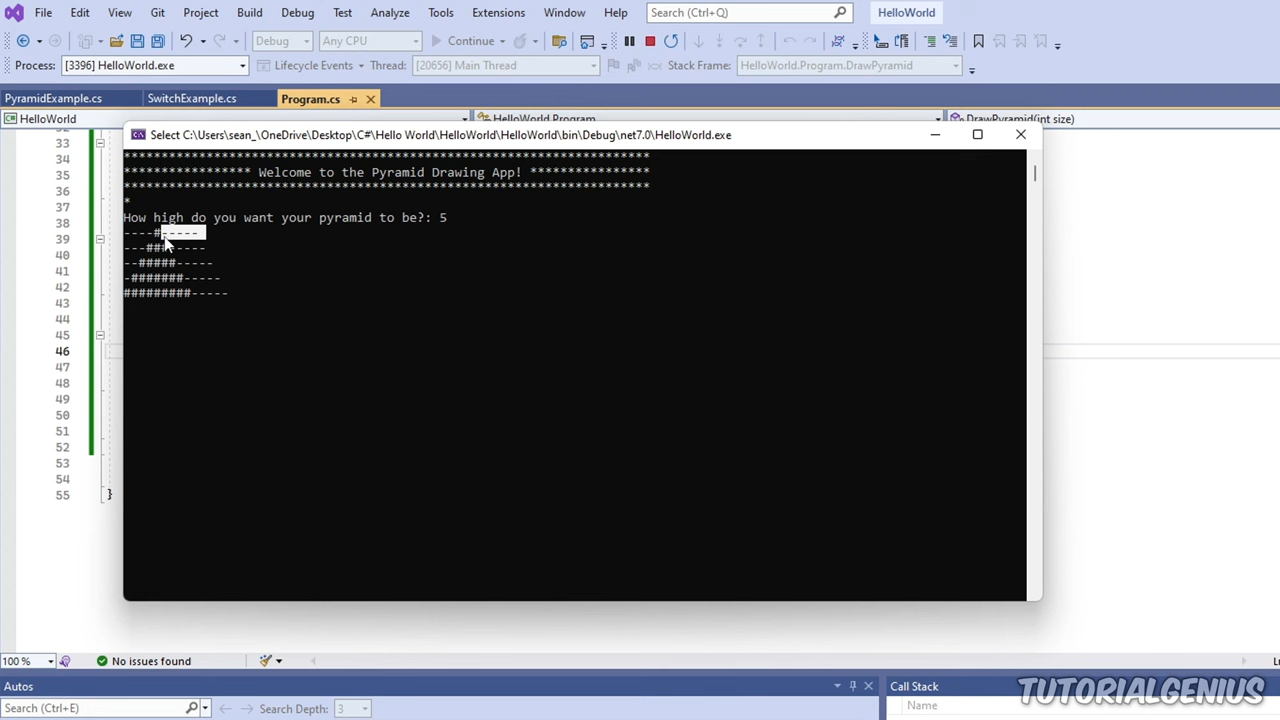 File Edit View Git Project Build Debug Test Analyze Tools Extensions Window Help Search (Ctrl+Q) HelloWorld
Debug Any CPU Continue
Process: [3396] HelloWorld.exe Lifecycle Events Thread: [20656] Main Thread Stack Frame: HelloWorld.Program.DrawPyramid
PyramidExample.cs SwitchExample.cs Program.cs
HelloWorld HelloWorld.Program DrawPyramid(int size)
Select C:\Users\sean_\OneDrive\Desktop\C#\Hello World\HelloWorld\HelloWorld\bin\Debug\net7.0\HelloWorld.exe
**********************************************************************
***************** Welcome to the Pyramid Drawing App! ****************
**********************************************************************
*
How high do you want your pyramid to be?: 5
----#-----
---###-----
--#####-----
-#######-----
#########-----
33
34
35
36
37
38
39
40
41
42
43
44
45
46
47
48
49
50
51
52
53
54
55 }
100 % No issues found
Autos Call Stack
Search (Ctrl+E) Search Depth: 3 Name
TUTORIALGENIUS